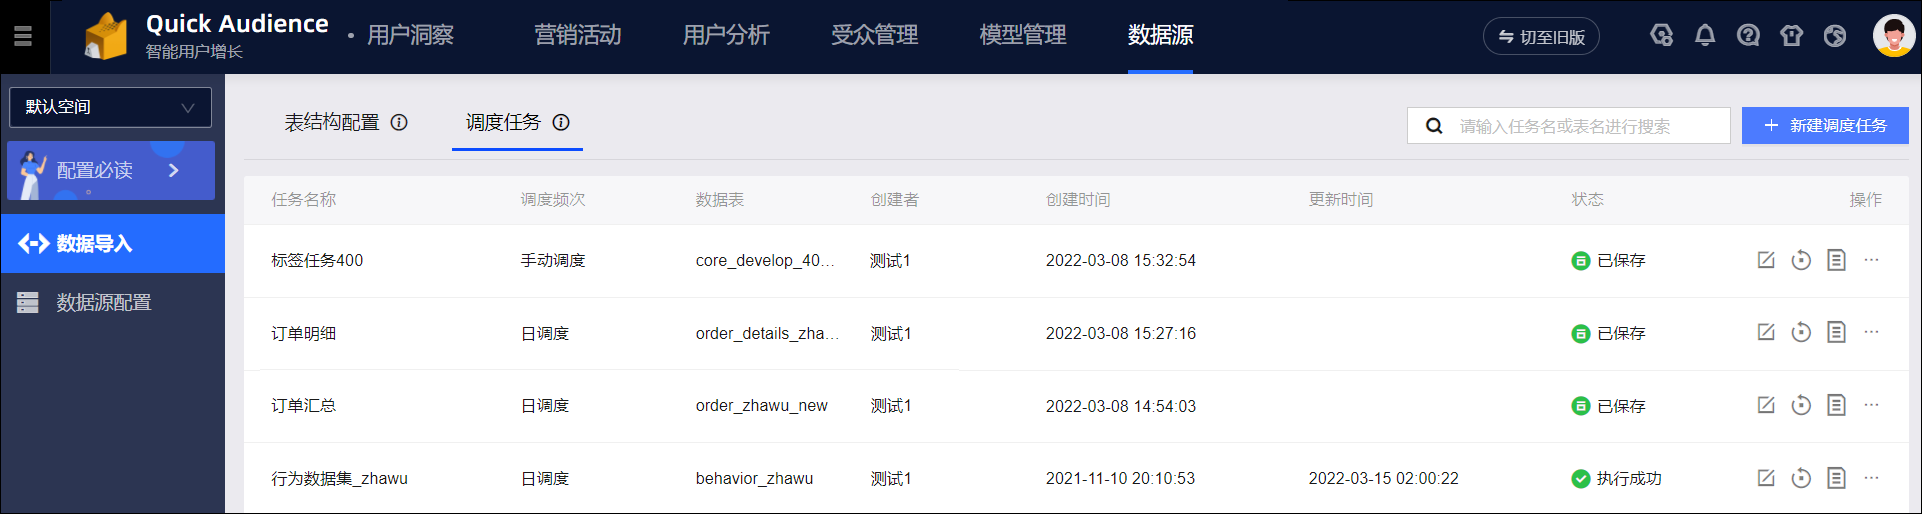 Quick Audience
智能用户增长
• 用户洞察 营销活动 用户分析 受众管理 模型管理 数据源
切至旧版
默认空间
配置必读
数据导入
数据源配置
表结构配置 调度任务
请输入任务名或表名进行搜索
+ 新建调度任务
任务名称 调度频次 数据表 创建者 创建时间 更新时间 状态 操作
标签任务400 手动调度 core_develop_40... 测试1 2022-03-08 15:32:54 已保存 ...
订单明细 日调度 order_details_zha... 测试1 2022-03-08 15:27:16 已保存 ...
订单汇总 日调度 order_zhawu_new 测试1 2022-03-08 14:54:03 已保存 ...
行为数据集_zhawu 日调度 behavior_zhawu 测试1 2021-11-10 20:10:53 2022-03-15 02:00:22 执行成功 ...